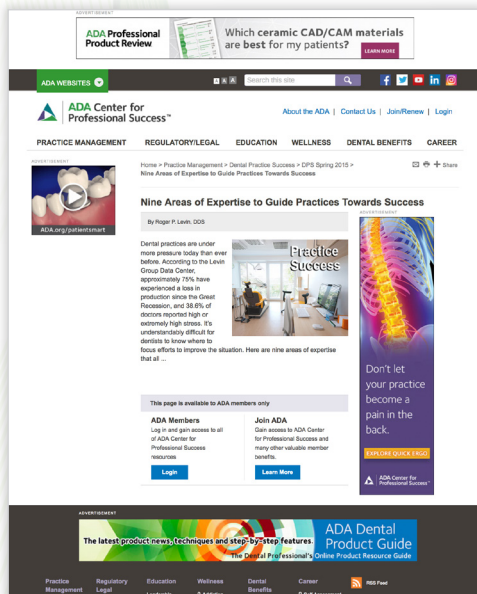 ADVERTISEMENT
ADA Professional
Product Review
Which ceramic CAD/CAM materials
are best for my patients?
LEARN MORE
ADA WEBSITES
A A A
Search this site
ADA Center for
Professional Success™
About the ADA | Contact Us | Join/Renew | Login
PRACTICE MANAGEMENT REGULATORY/LEGAL EDUCATION WELLNESS DENTAL BENEFITS CAREER
ADVERTISEMENT
ADA.org/patientsmart
Home > Practice Management > Dental Practice Success > DPS Spring 2015 >
Nine Areas of Expertise to Guide Practices Towards Success
Share
Nine Areas of Expertise to Guide Practices Towards Success
By Roger P. Levin, DDS
Dental practices are under
more pressure today than ever
before. According to the Levin
Group Data Center,
approximately 75% have
experienced a loss in
production since the Great
Recession, and 38.6% of
doctors reported high or
extremely high stress. It's
understandably difficult for
dentists to know where to
focus efforts to improve the situation. Here are nine areas of expertise
that all ...
Practice
Success
ADVERTISEMENT
Don't let
your practice
become a
pain in the
back.
EXPLORE QUICK ERGO
ADA Center for
Professional Success™
This page is available to ADA members only
ADA Members
Log in and gain access to all
of ADA Center for
Professional Success
resources
Login
Join ADA
Gain access to ADA Center
for Professional Success and
many other valuable member
benefits.
Learn More
ADVERTISEMENT
The latest product news, techniques and step-by-step features.
ADA Dental
Product Guide
The Dental Professional's Online Product Resource Guide
Practice
Management
Regulatory
Legal
Education
Wellness
Dental
Benefits
Career
RSS Feed